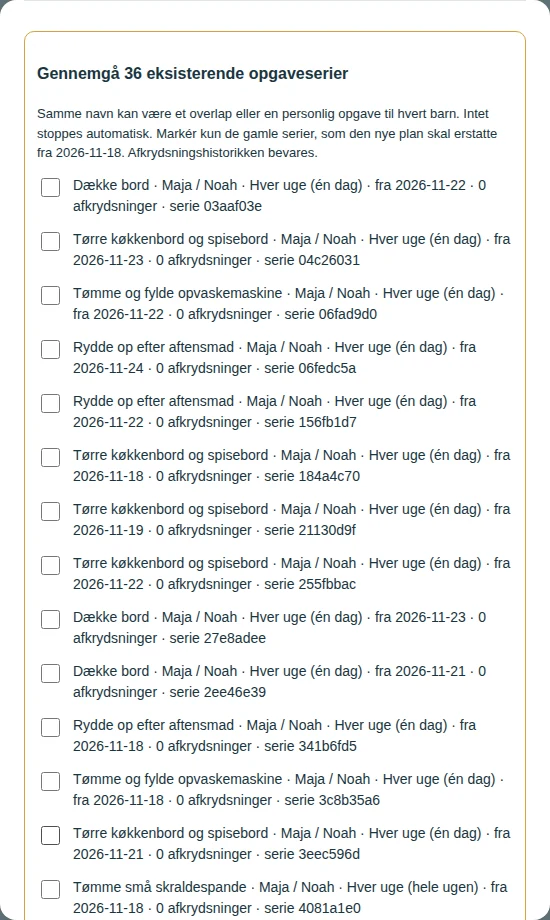 Gennemgå 36 eksisterende opgaveserier
Samme navn kan være et overlap eller en personlig opgave til hvert barn. Intet
stoppes automatisk. Markér kun de gamle serier, som den nye plan skal erstatte
fra 2026-11-18. Afkrydsningshistorikken bevares.
Dække bord · Maja / Noah · Hver uge (én dag) · fra 2026-11-22 · 0
afkrydsninger · serie 03aaf03e
Tørre køkkenbord og spisebord · Maja / Noah · Hver uge (én dag) · fra
2026-11-23 · 0 afkrydsninger · serie 04c26031
Tømme og fylde opvaskemaskine · Maja / Noah · Hver uge (én dag) ·
fra 2026-11-22 · 0 afkrydsninger · serie 06fad9d0
Rydde op efter aftensmad · Maja / Noah · Hver uge (én dag) · fra
2026-11-24 · 0 afkrydsninger · serie 06fedc5a
Rydde op efter aftensmad · Maja / Noah · Hver uge (én dag) · fra
2026-11-22 · 0 afkrydsninger · serie 156fb1d7
Tørre køkkenbord og spisebord · Maja / Noah · Hver uge (én dag) · fra
2026-11-18 · 0 afkrydsninger · serie 184a4c70
Tørre køkkenbord og spisebord · Maja / Noah · Hver uge (én dag) · fra
2026-11-19 · 0 afkrydsninger · serie 21130d9f
Tørre køkkenbord og spisebord · Maja / Noah · Hver uge (én dag) · fra
2026-11-22 · 0 afkrydsninger · serie 255fbbac
Dække bord · Maja / Noah · Hver uge (én dag) · fra 2026-11-23 · 0
afkrydsninger · serie 27e8adee
Dække bord · Maja / Noah · Hver uge (én dag) · fra 2026-11-21 · 0
afkrydsninger · serie 2ee46e39
Rydde op efter aftensmad · Maja / Noah · Hver uge (én dag) · fra
2026-11-18 · 0 afkrydsninger · serie 341b6fd5
Tømme og fylde opvaskemaskine · Maja / Noah · Hver uge (én dag) ·
fra 2026-11-18 · 0 afkrydsninger · serie 3c8b35a6
Tørre køkkenbord og spisebord · Maja / Noah · Hver uge (én dag) · fra
2026-11-21 · 0 afkrydsninger · serie 3eec596d
Tømme små skraldespande · Maja / Noah · Hver uge (hele ugen) · fra
2026-11-18 · 0 afkrydsninger · serie 4081a1e0